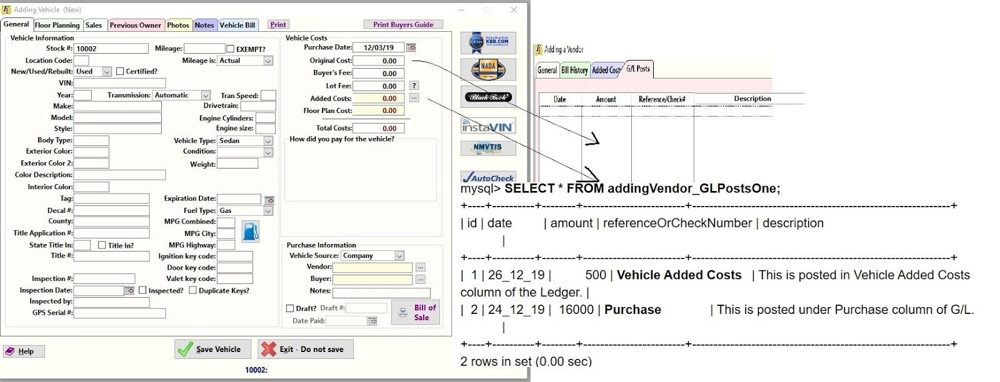 Adding Vehicle (New)
General Floor Planning Sales Previous Owner Photos Notes Vehicle Bill Print Print Buyers Guide
Vehicle Information
Stock #: 10002 Mileage: EXEMPT?
Location Code: Mileage is: Actual
New/Used/Rebuilt: Used Certified?
VIN:
Year: Transmission: Automatic Tran Speed:
Make: Drivetrain:
Model: Engine Cylinders:
Style: Engine size:
Body Type: Vehicle Type: Sedan
Exterior Color: Condition:
Exterior Color 2: Weight:
Color Description:
Interior Color:
Tag: Expiration Date:
Decal #: Fuel Type: Gas
County: MPG Combined:
Title Application #: MPG City:
State Title In: Title In? MPG Highway:
Title #: Ignition key code:
Door key code:
Inspection #: Valet key code:
Inspection Date: Inspected? Duplicate Keys?
Inspected by:
GPS Serial #:
Vehicle Costs
Purchase Date: 12/03/19
Original Cost: 0.00
Buyer's Fee: 0.00
Lot Fee: 0.00 ?
Added Costs: 0.00 ...
Floor Plan Cost: 0.00
Total Costs: 0.00
How did you pay for the vehicle?
Purchase Information
Vehicle Source: Company
Vendor: ...
Buyer: ...
Notes:
Draft? Draft #:
Date Paid:
Bill of
Sale
KBB.COM
NADA
Black Book
instaVIN
NMVTIS
AutoCheck
Help Save Vehicle Exit - Do not save
10002:
Adding a Vendor
General Bill History Added Cost G/L Posts
Date Amount Reference/Check# Description
mysql> SELECT * FROM addingVendor_GLPostsOne;
+----+----------+-------+------------------------+--------------------------------------------------------------+
| id | date | amount | referenceOrCheckNumber | description
|
+----+----------+-------+------------------------+--------------------------------------------------------------+
| 1 | 26_12_19 | 500 | Vehicle Added Costs | This is posted in Vehicle Added Costs
column of the Ledger. |
| 2 | 24_12_19 | 16000 | Purchase | This is posted under Purchase column of G/L.
|
+----+----------+-------+------------------------+--------------------------------------------------------------+
2 rows in set (0.00 sec)